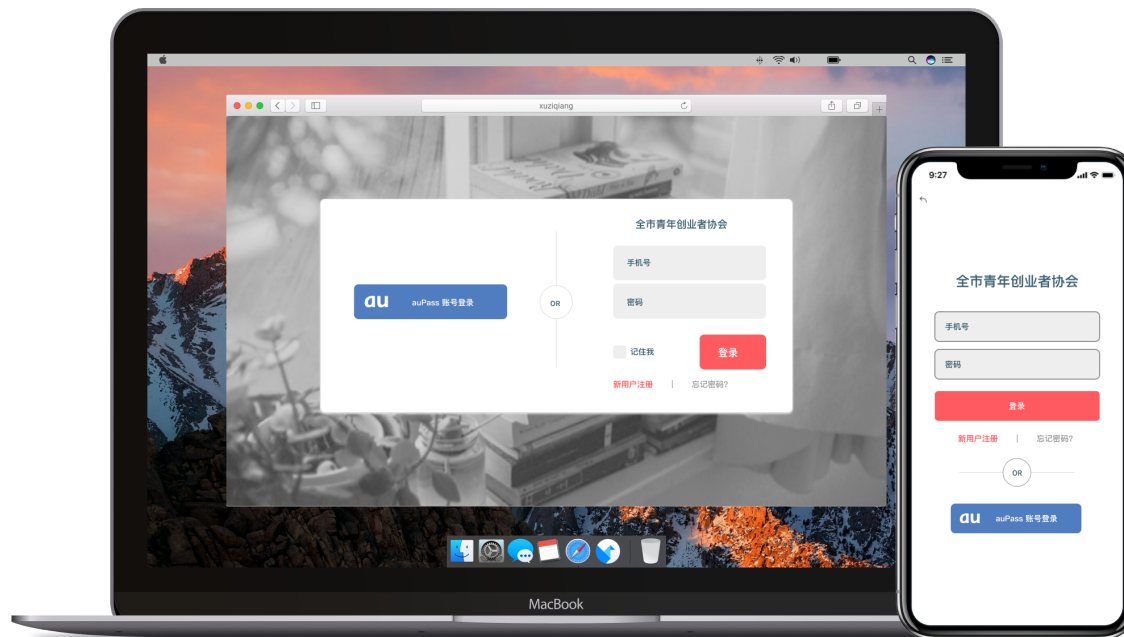 xuziqiang
全市青年创业者协会
手机号
密码
au auPass 账号登录
OR
记住我
登录
新用户注册 | 忘记密码?
MacBook
9:27
全市青年创业者协会
手机号
密码
登录
新用户注册 | 忘记密码?
OR
au auPass 账号登录